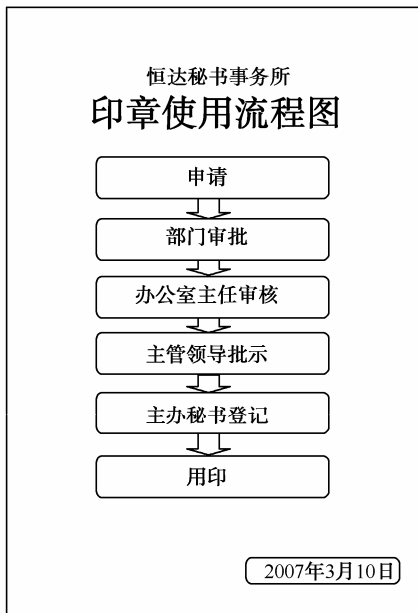 恒达秘书事务所
印章使用流程图
申请
部门审批
办公室主任审核
主管领导批示
主办秘书登记
用印
2007年3月10日